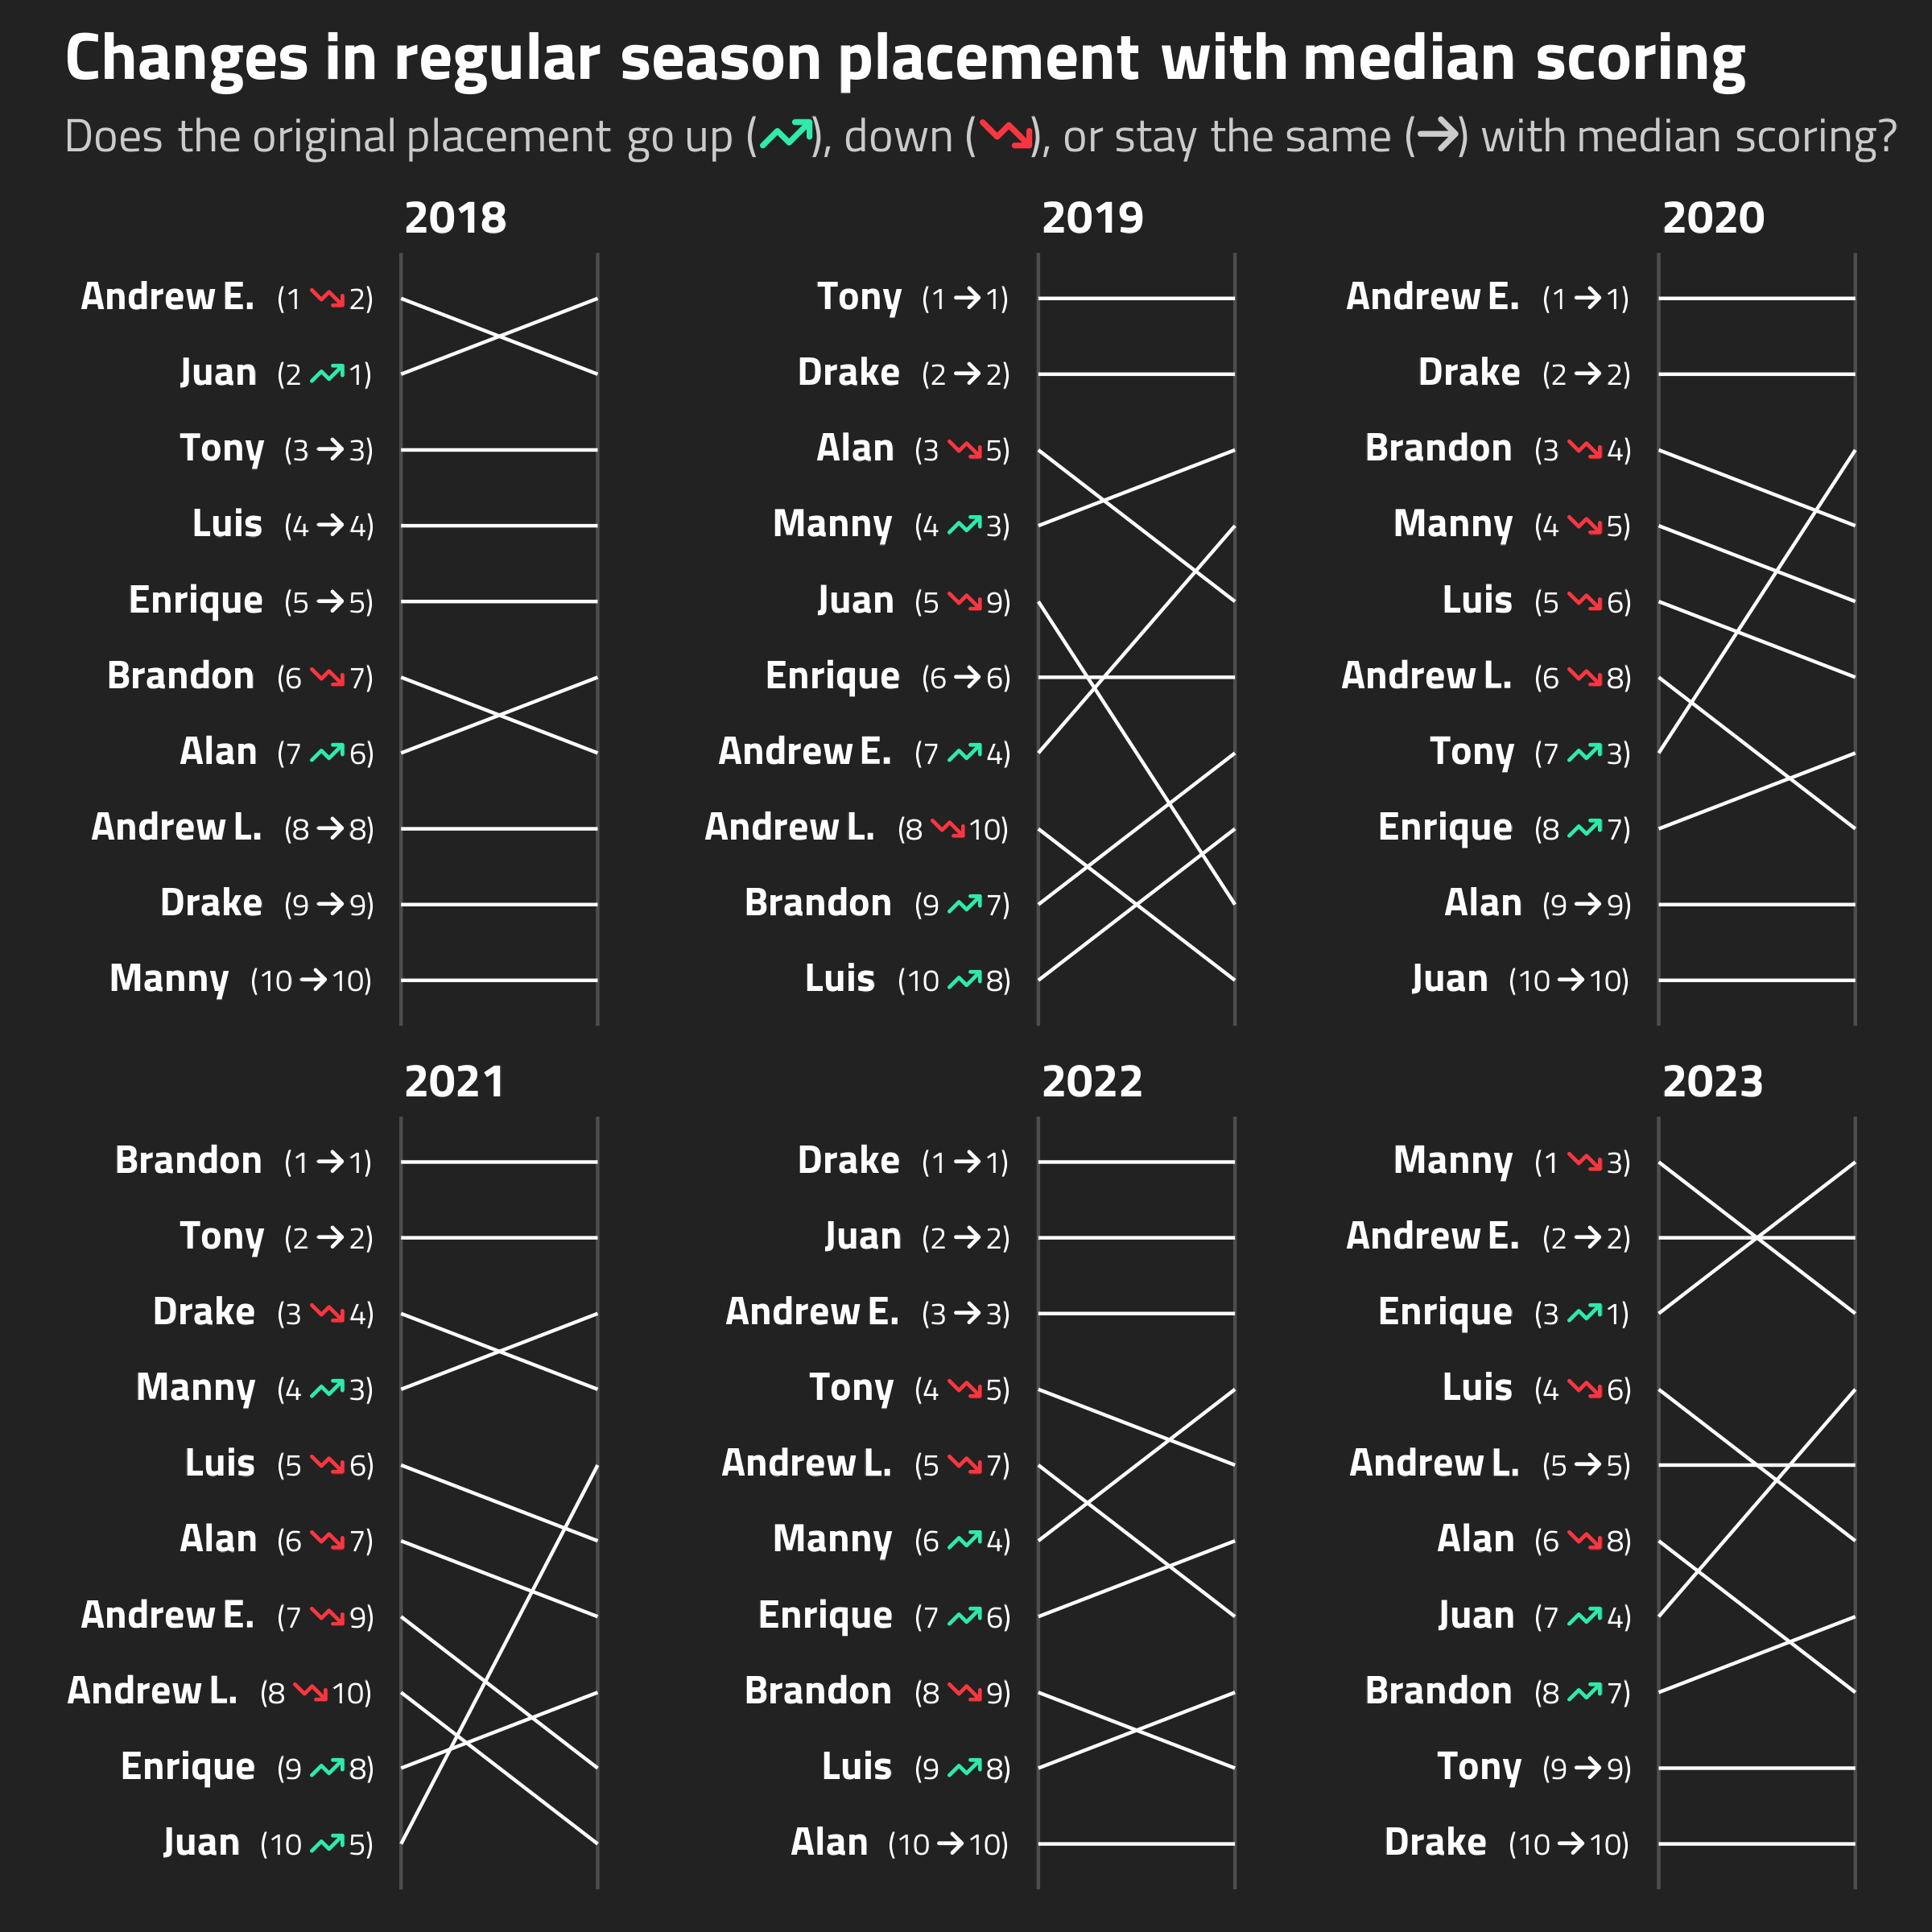 Changes in regular season placement with median scoring
Does the original placement go up (), down (), or stay the same (→) with median scoring?
2018
Andrew E. (1 2)
Juan (2 1)
Tony (3 → 3)
Luis (4 → 4)
Enrique (5 → 5)
Brandon (6 7)
Alan (7 6)
Andrew L. (8 → 8)
Drake (9 → 9)
Manny (10 → 10)
2019
Tony (1 → 1)
Drake (2 → 2)
Alan (3 5)
Manny (4 3)
Juan (5 9)
Enrique (6 → 6)
Andrew E. (7 4)
Andrew L. (8 10)
Brandon (9 7)
Luis (10 8)
2020
Andrew E. (1 → 1)
Drake (2 → 2)
Brandon (3 4)
Manny (4 5)
Luis (5 6)
Andrew L. (6 8)
Tony (7 3)
Enrique (8 7)
Alan (9 → 9)
Juan (10 → 10)
2021
Brandon (1 → 1)
Tony (2 → 2)
Drake (3 4)
Manny (4 3)
Luis (5 6)
Alan (6 7)
Andrew E. (7 9)
Andrew L. (8 10)
Enrique (9 8)
Juan (10 5)
2022
Drake (1 → 1)
Juan (2 → 2)
Andrew E. (3 → 3)
Tony (4 5)
Andrew L. (5 7)
Manny (6 4)
Enrique (7 6)
Brandon (8 9)
Luis (9 8)
Alan (10 → 10)
2023
Manny (1 3)
Andrew E. (2 → 2)
Enrique (3 1)
Luis (4 6)
Andrew L. (5 → 5)
Alan (6 8)
Juan (7 4)
Brandon (8 7)
Tony (9 → 9)
Drake (10 → 10)